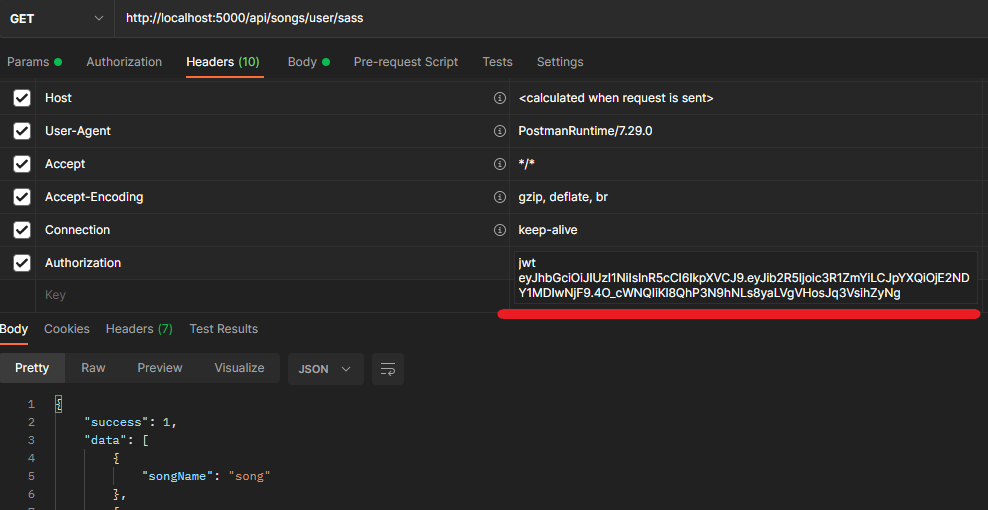 GET http://localhost:5000/api/songs/user/sass
Params Authorization Headers (10) Body Pre-request Script Tests Settings
Host <calculated when request is sent>
User-Agent PostmanRuntime/7.29.0
Accept */*
Accept-Encoding gzip, deflate, br
Connection keep-alive
Authorization jwt
eyJhbGciOiJIUzI1NiIsInR5cCI6IkpXVCJ9.eyJib2R5Ijoic3R1ZmYiLCJpYXQiOjE2ND
Y1MDIwNjF9.4O_cWNQIiKI8QhP3N9hNLs8yaLVgVHosJq3VsihZyNg
Key
Body Cookies Headers (7) Test Results
Pretty Raw Preview Visualize JSON
1 {
2 "success": 1,
3 "data": [
4 {
5 "songName": "song"
6 },